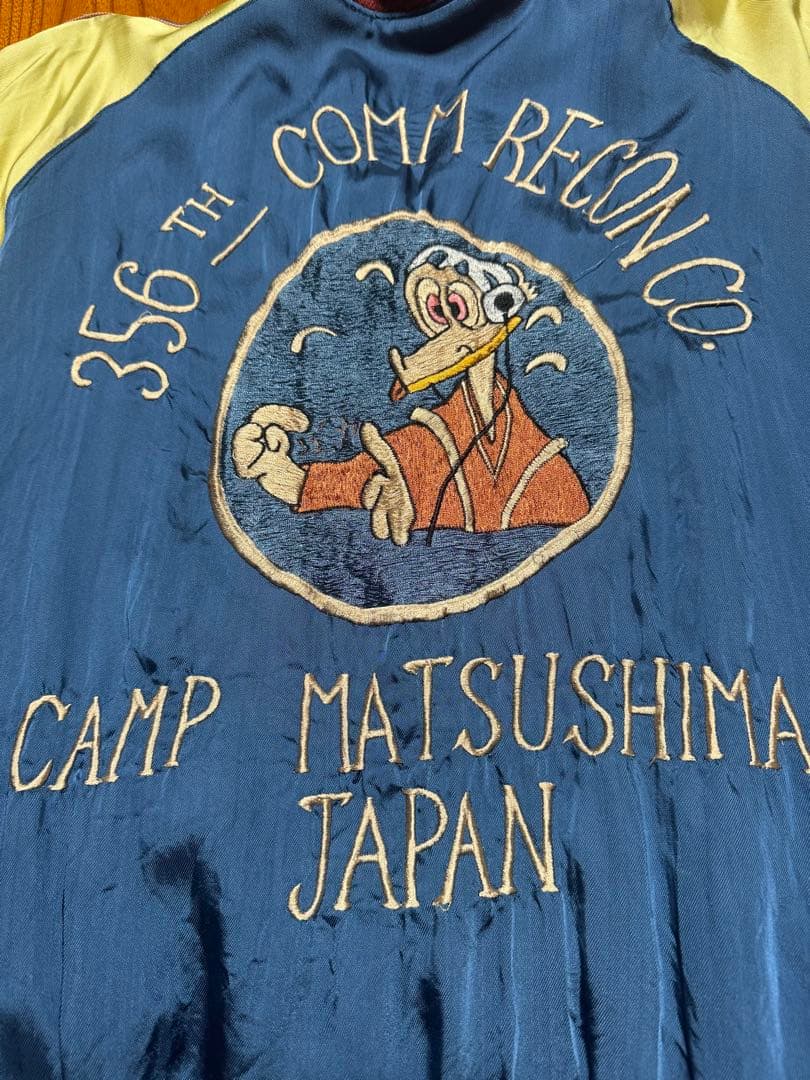 356TH COMM RECON CO.
CAMP MATSUSHIMA
JAPAN